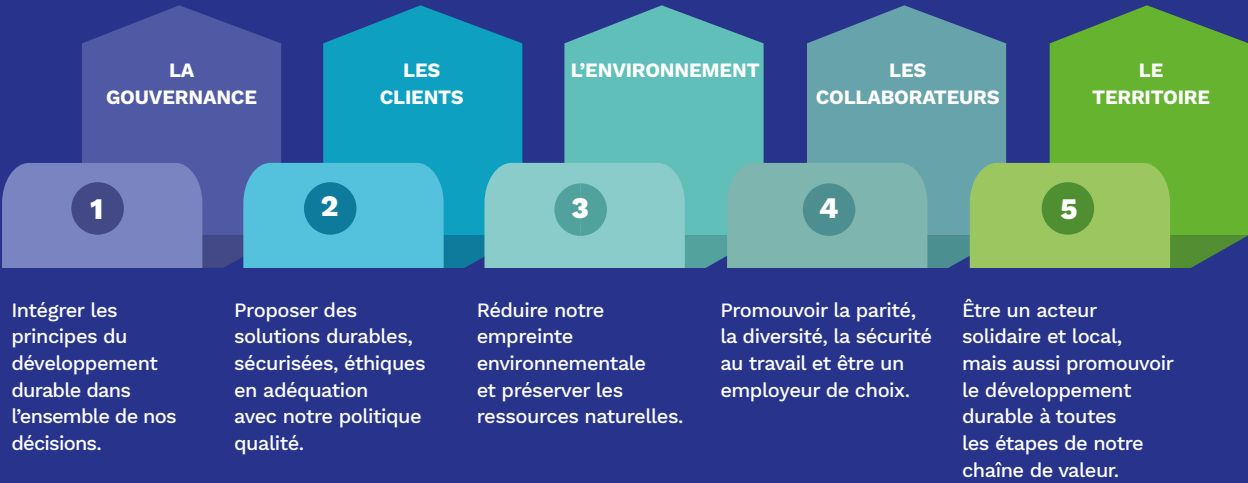 LA
GOUVERNANCE
1
Intégrer les
principes du
développement
durable dans
l’ensemble de nos
décisions.
LES
CLIENTS
2
Proposer des
solutions durables,
sécurisées, éthiques
en adéquation
avec notre politique
qualité.
L’ENVIRONNEMENT
3
Réduire notre
empreinte
environnementale
et préserver les
ressources naturelles.
LES
COLLABORATEURS
4
Promouvoir la parité,
la diversité, la sécurité
au travail et être un
employeur de choix.
LE
TERRITOIRE
5
Être un acteur
solidaire et local,
mais aussi promouvoir
le développement
durable à toutes
les étapes de notre
chaîne de valeur.